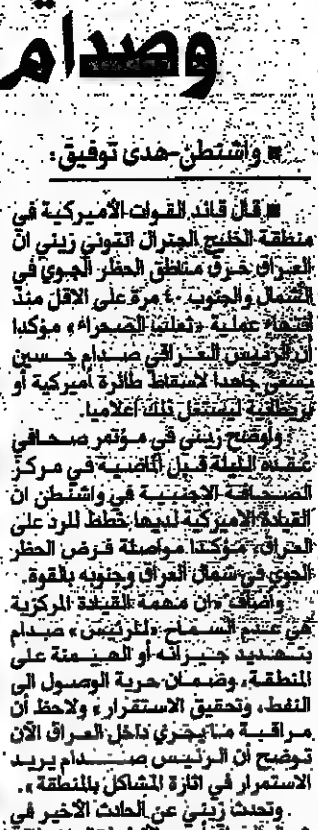 وصدام
■ واشنطن-هدى توفيق:
■ قال قائد القوات الأميركية في
منطقة الخليج الجنرال انتوني زيني ان
العراق خرق مناطق الحظر الجوي في
الشمال والجنوب ٤٠ مرة على الاقل منذ
انتهاء عملية «ثعلب الصحراء» مؤكدا
أن الرئيس العراقي صدام حسين
يسعى جاهدا لاسقاط طائرة اميركية أو
بريطانية ليستغل ذلك اعلاميا.
وأوضح زيني في مؤتمر صحافي
عقده الليلة قبل الماضية في مركز
الصحافة الاجنبية في واشنطن ان
القيادة الاميركية لديها خطط للرد على
العراق، مؤكدا مواصلة فرض الحظر
الجوي في شمال العراق وجنوبه بالقوة.
وأضاف «ان مهمة القيادة المركزية
هي عدم السماح «للرئيس» صدام
بتهديد جيرانه أو الهيمنة على
المنطقة، وضمان حرية الوصول الى
النفط، وتحقيق الاستقرار» ولاحظ أن
مراقبة ما يجري داخل العراق الآن
توضح أن الرئيس صدام يريد
الاستمرار في اثارة المشاكل بالمنطقة».
وتحدث زيني عن الحادث الأخير في